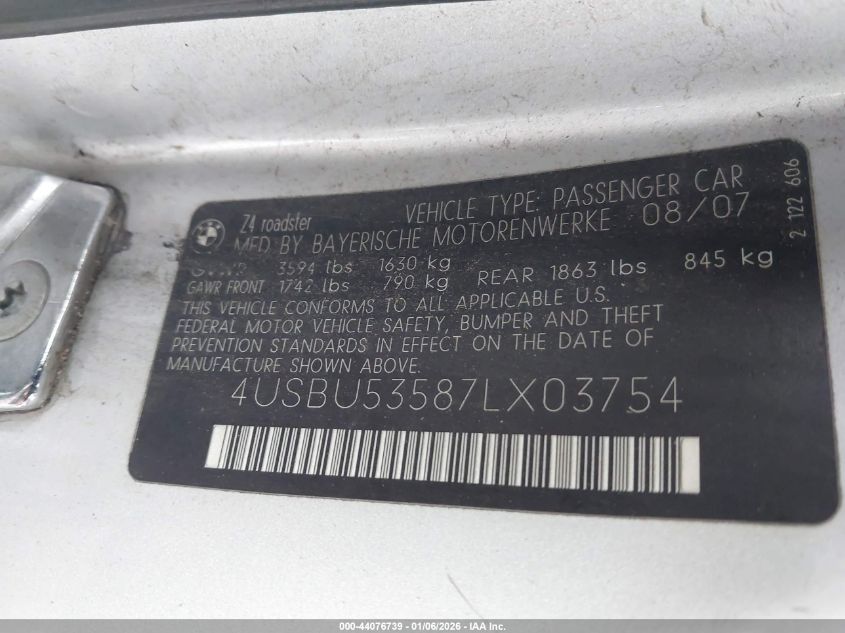 Z4 roadster VEHICLE TYPE: PASSENGER CAR
MFD BY BAYERISCHE MOTORENWERKE 08/07
GVWR 3594 lbs 1630 kg
GAWR FRONT 1742 lbs 790 kg REAR 1863 lbs 845 kg
THIS VEHICLE CONFORMS TO ALL APPLICABLE U.S.
FEDERAL MOTOR VEHICLE SAFETY, BUMPER AND THEFT
PREVENTION STANDARDS IN EFFECT ON THE DATE OF
MANUFACTURE SHOWN ABOVE.
4USBU53587LX03754
2 122 606
000-44076739 - 01/06/2026 - IAA Inc.